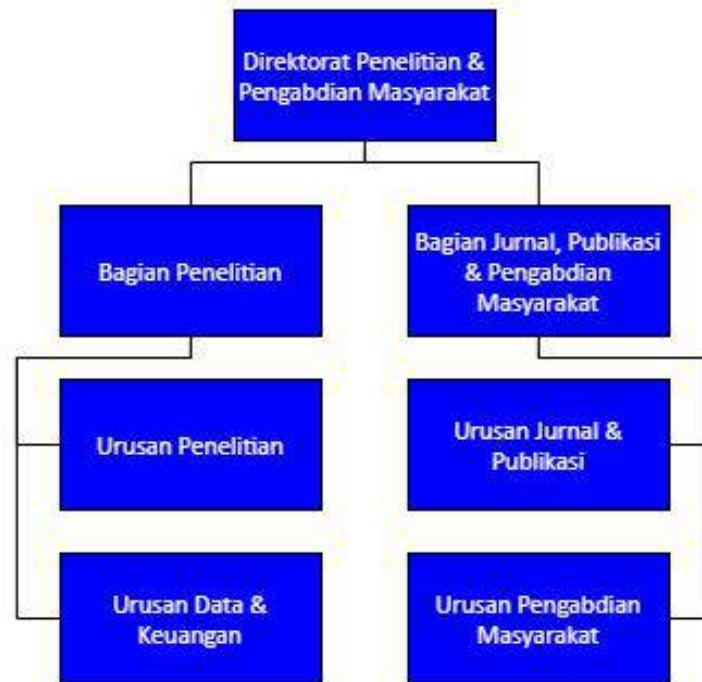 Direktorat Penelitian &
Pengabdian Masyarakat
Bagian Penelitian
Bagian Jurnal, Publikasi
& Pengabdian
Masyarakat
Urusan Penelitian
Urusan Jurnal &
Publikasi
Urusan Data &
Keuangan
Urusan Pengabdian
Masyarakat